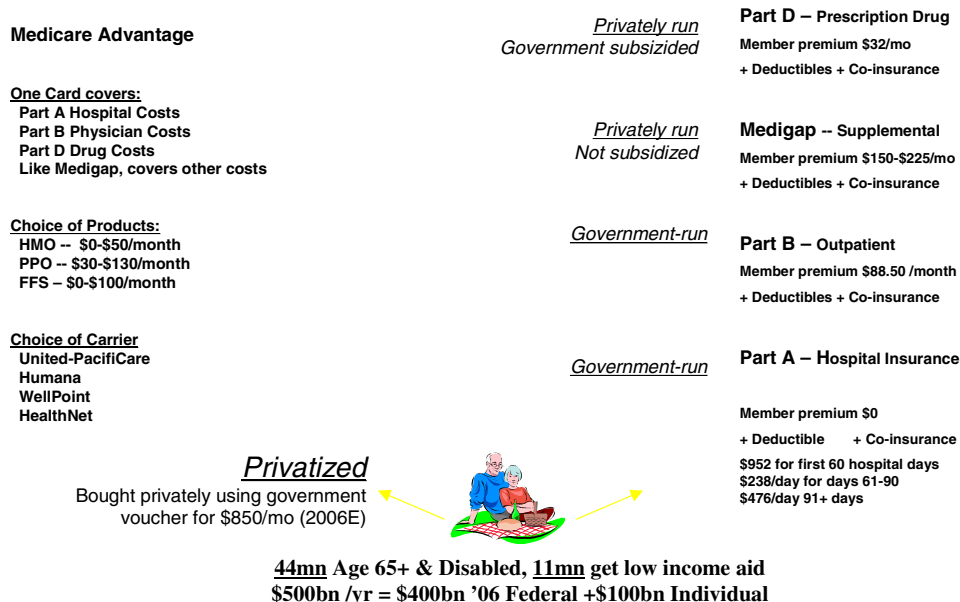 Medicare Advantage
One Card covers:
Part A Hospital Costs
Part B Physician Costs
Part D Drug Costs
Like Medigap, covers other costs
Choice of Products:
HMO -- $0-$50/month
PPO -- $30-$130/month
FFS – $0-$100/month
Choice of Carrier
United-PacifiCare
Humana
WellPoint
HealthNet
Privatized
Bought privately using government
voucher for $850/mo (2006E)
Privately run
Government subsizided
Part D – Prescription Drug
Member premium $32/mo
+ Deductibles + Co-insurance
Privately run
Not subsidized
Medigap -- Supplemental
Member premium $150-$225/mo
+ Deductibles + Co-insurance
Government-run
Part B – Outpatient
Member premium $88.50 /month
+ Deductibles + Co-insurance
Government-run
Part A – Hospital Insurance
Member premium $0
+ Deductible + Co-insurance
$952 for first 60 hospital days
$238/day for days 61-90
$476/day 91+ days
44mn Age 65+ & Disabled, 11mn get low income aid
$500bn /yr = $400bn ’06 Federal +$100bn Individual